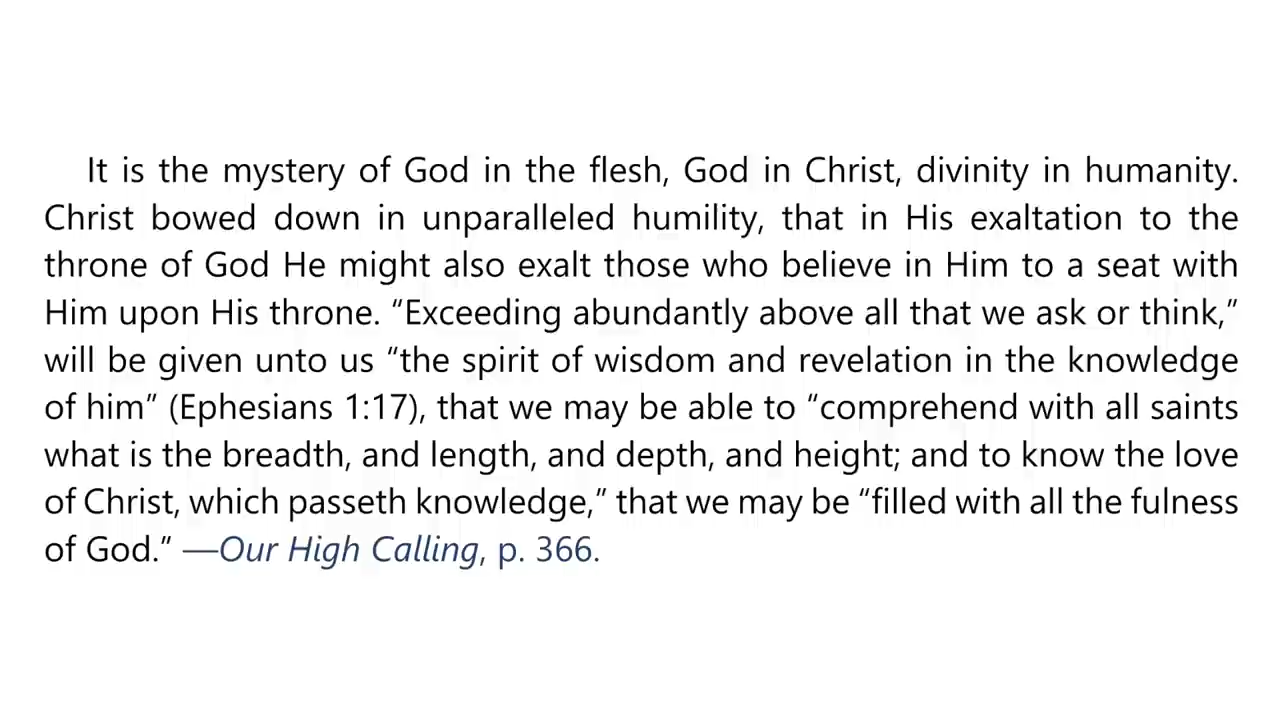 It is the mystery of God in the flesh, God in Christ, divinity in humanity.
Christ bowed down in unparalleled humility, that in His exaltation to the
throne of God He might also exalt those who believe in Him to a seat with
Him upon His throne. “Exceeding abundantly above all that we ask or think,”
will be given unto us “the spirit of wisdom and revelation in the knowledge
of him” (Ephesians 1:17), that we may be able to “comprehend with all saints
what is the breadth, and length, and depth, and height; and to know the love
of Christ, which passeth knowledge,” that we may be “filled with all the fulness
of God.” —Our High Calling, p. 366.